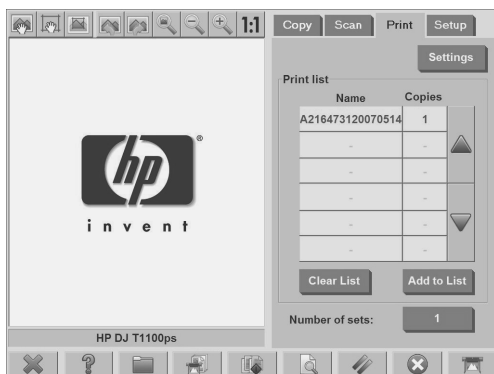 1:1
Copy Scan Print Setup
Settings
Print list
Name Copies
A216473120070514 1
- -
- -
- -
- -
- -
Clear List Add to List
Number of sets: 1
hp ®
invent
HP DJ T1100ps
?